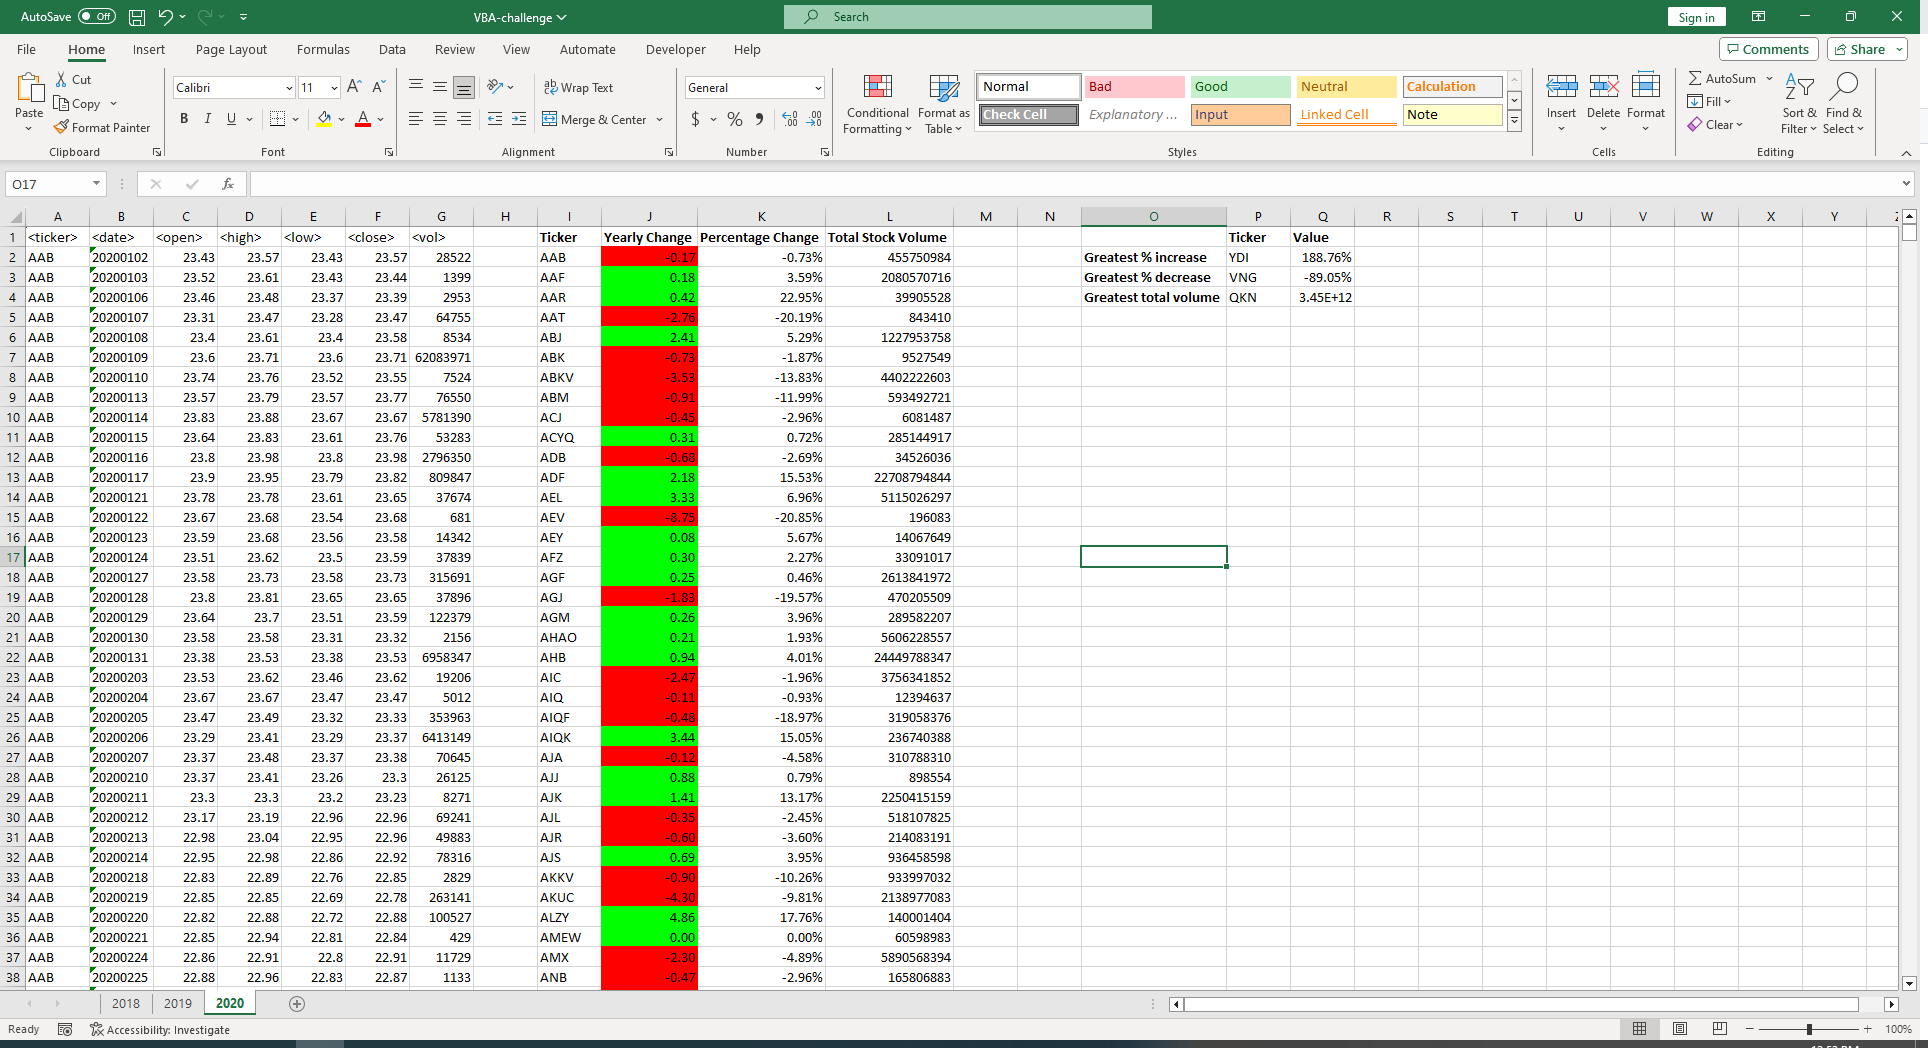 AutoSave Off VBA-challenge Search Sign in
File Home Insert Page Layout Formulas Data Review View Automate Developer Help Comments Share
Paste Cut Copy Format Painter Clipboard
Calibri 11 B I U A Font
Wrap Text Merge & Center Alignment
General $ % Number
Conditional Formatting Format as Table
Normal Bad Good Neutral Calculation
Check Cell Explanatory ... Input Linked Cell Note
Styles
Insert Delete Format Cells
AutoSum Fill Clear Sort & Filter Find & Select Editing
O17 fx
A B C D E F G H I J K L M N O P Q R S T U V W X Y
1 <ticker> <date> <open> <high> <low> <close> <vol> Ticker Yearly Change Percentage Change Total Stock Volume Ticker Value
2 AAB 20200102 23.43 23.57 23.43 23.57 28522 AAB -0.17 -0.73% 455750984 Greatest % increase YDI 188.76%
3 AAB 20200103 23.52 23.61 23.43 23.44 1399 AAF 0.18 3.59% 2080570716 Greatest % decrease VNG -89.05%
4 AAB 20200106 23.46 23.48 23.37 23.39 2953 AAR 0.42 22.95% 39905528 Greatest total volume QKN 3.45E+12
5 AAB 20200107 23.31 23.47 23.28 23.47 64755 AAT -2.76 -20.19% 843410
6 AAB 20200108 23.4 23.61 23.4 23.58 8534 ABJ 2.41 5.29% 1227953758
7 AAB 20200109 23.6 23.71 23.6 23.71 62083971 ABK -0.73 -1.87% 9527549
8 AAB 20200110 23.74 23.76 23.52 23.55 7524 ABKV -3.53 -13.83% 4402222603
9 AAB 20200113 23.57 23.79 23.57 23.77 76550 ABM -0.91 -11.99% 593492721
10 AAB 20200114 23.83 23.88 23.67 23.67 5781390 ACJ -0.45 -2.96% 6081487
11 AAB 20200115 23.64 23.83 23.61 23.76 53283 ACYQ 0.31 0.72% 285144917
12 AAB 20200116 23.8 23.98 23.8 23.98 2796350 ADB -0.68 -2.69% 34526036
13 AAB 20200117 23.9 23.95 23.79 23.82 809847 ADF 2.18 15.53% 22708794844
14 AAB 20200121 23.78 23.78 23.61 23.65 37674 AEL 3.33 6.96% 5115026297
15 AAB 20200122 23.67 23.68 23.54 23.68 681 AEV -8.75 -20.85% 196083
16 AAB 20200123 23.59 23.68 23.56 23.58 14342 AEY 0.08 5.67% 14067649
17 AAB 20200124 23.51 23.62 23.5 23.59 37839 AFZ 0.30 2.27% 33091017
18 AAB 20200127 23.58 23.73 23.58 23.73 315691 AGF 0.25 0.46% 2613841972
19 AAB 20200128 23.8 23.81 23.65 23.65 37896 AGJ -1.83 -19.57% 470205509
20 AAB 20200129 23.64 23.7 23.51 23.59 122379 AGM 0.26 3.96% 289582207
21 AAB 20200130 23.58 23.58 23.31 23.32 2156 AHAO 0.21 1.93% 5606228557
22 AAB 20200131 23.38 23.53 23.38 23.53 6958347 AHB 0.94 4.01% 24449788347
23 AAB 20200203 23.53 23.62 23.46 23.62 19206 AIC -2.47 -1.96% 3756341852
24 AAB 20200204 23.67 23.67 23.47 23.47 5012 AIQ -0.11 -0.93% 12394637
25 AAB 20200205 23.47 23.49 23.32 23.33 353963 AIQF -0.48 -18.97% 319058376
26 AAB 20200206 23.29 23.41 23.29 23.37 6413149 AIQK 3.44 15.05% 236740388
27 AAB 20200207 23.37 23.48 23.37 23.38 70645 AJA -0.12 -4.58% 310788310
28 AAB 20200210 23.37 23.41 23.26 23.3 26125 AJJ 0.88 0.79% 898554
29 AAB 20200211 23.3 23.3 23.2 23.23 8271 AJK 1.41 13.17% 2250415159
30 AAB 20200212 23.17 23.19 22.96 22.96 69241 AJL -0.35 -2.45% 518107825
31 AAB 20200213 22.98 23.04 22.95 22.96 49883 AJR -0.60 -3.60% 214083191
32 AAB 20200214 22.95 22.98 22.86 22.92 78316 AJS 0.69 3.95% 936458598
33 AAB 20200218 22.83 22.89 22.76 22.85 2829 AKKV -0.90 -10.26% 933997032
34 AAB 20200219 22.85 22.85 22.69 22.78 263141 AKUC -4.30 -9.81% 2138977083
35 AAB 20200220 22.82 22.88 22.72 22.88 100527 ALZY 4.86 17.76% 140001404
36 AAB 20200221 22.85 22.94 22.81 22.84 429 AMEW 0.00 0.00% 60598983
37 AAB 20200224 22.86 22.91 22.8 22.91 11729 AMX -2.30 -4.89% 5890568394
38 AAB 20200225 22.88 22.96 22.83 22.87 1133 ANB -0.47 -2.96% 165806883
2018 2019 2020
Ready Accessibility: Investigate 100%